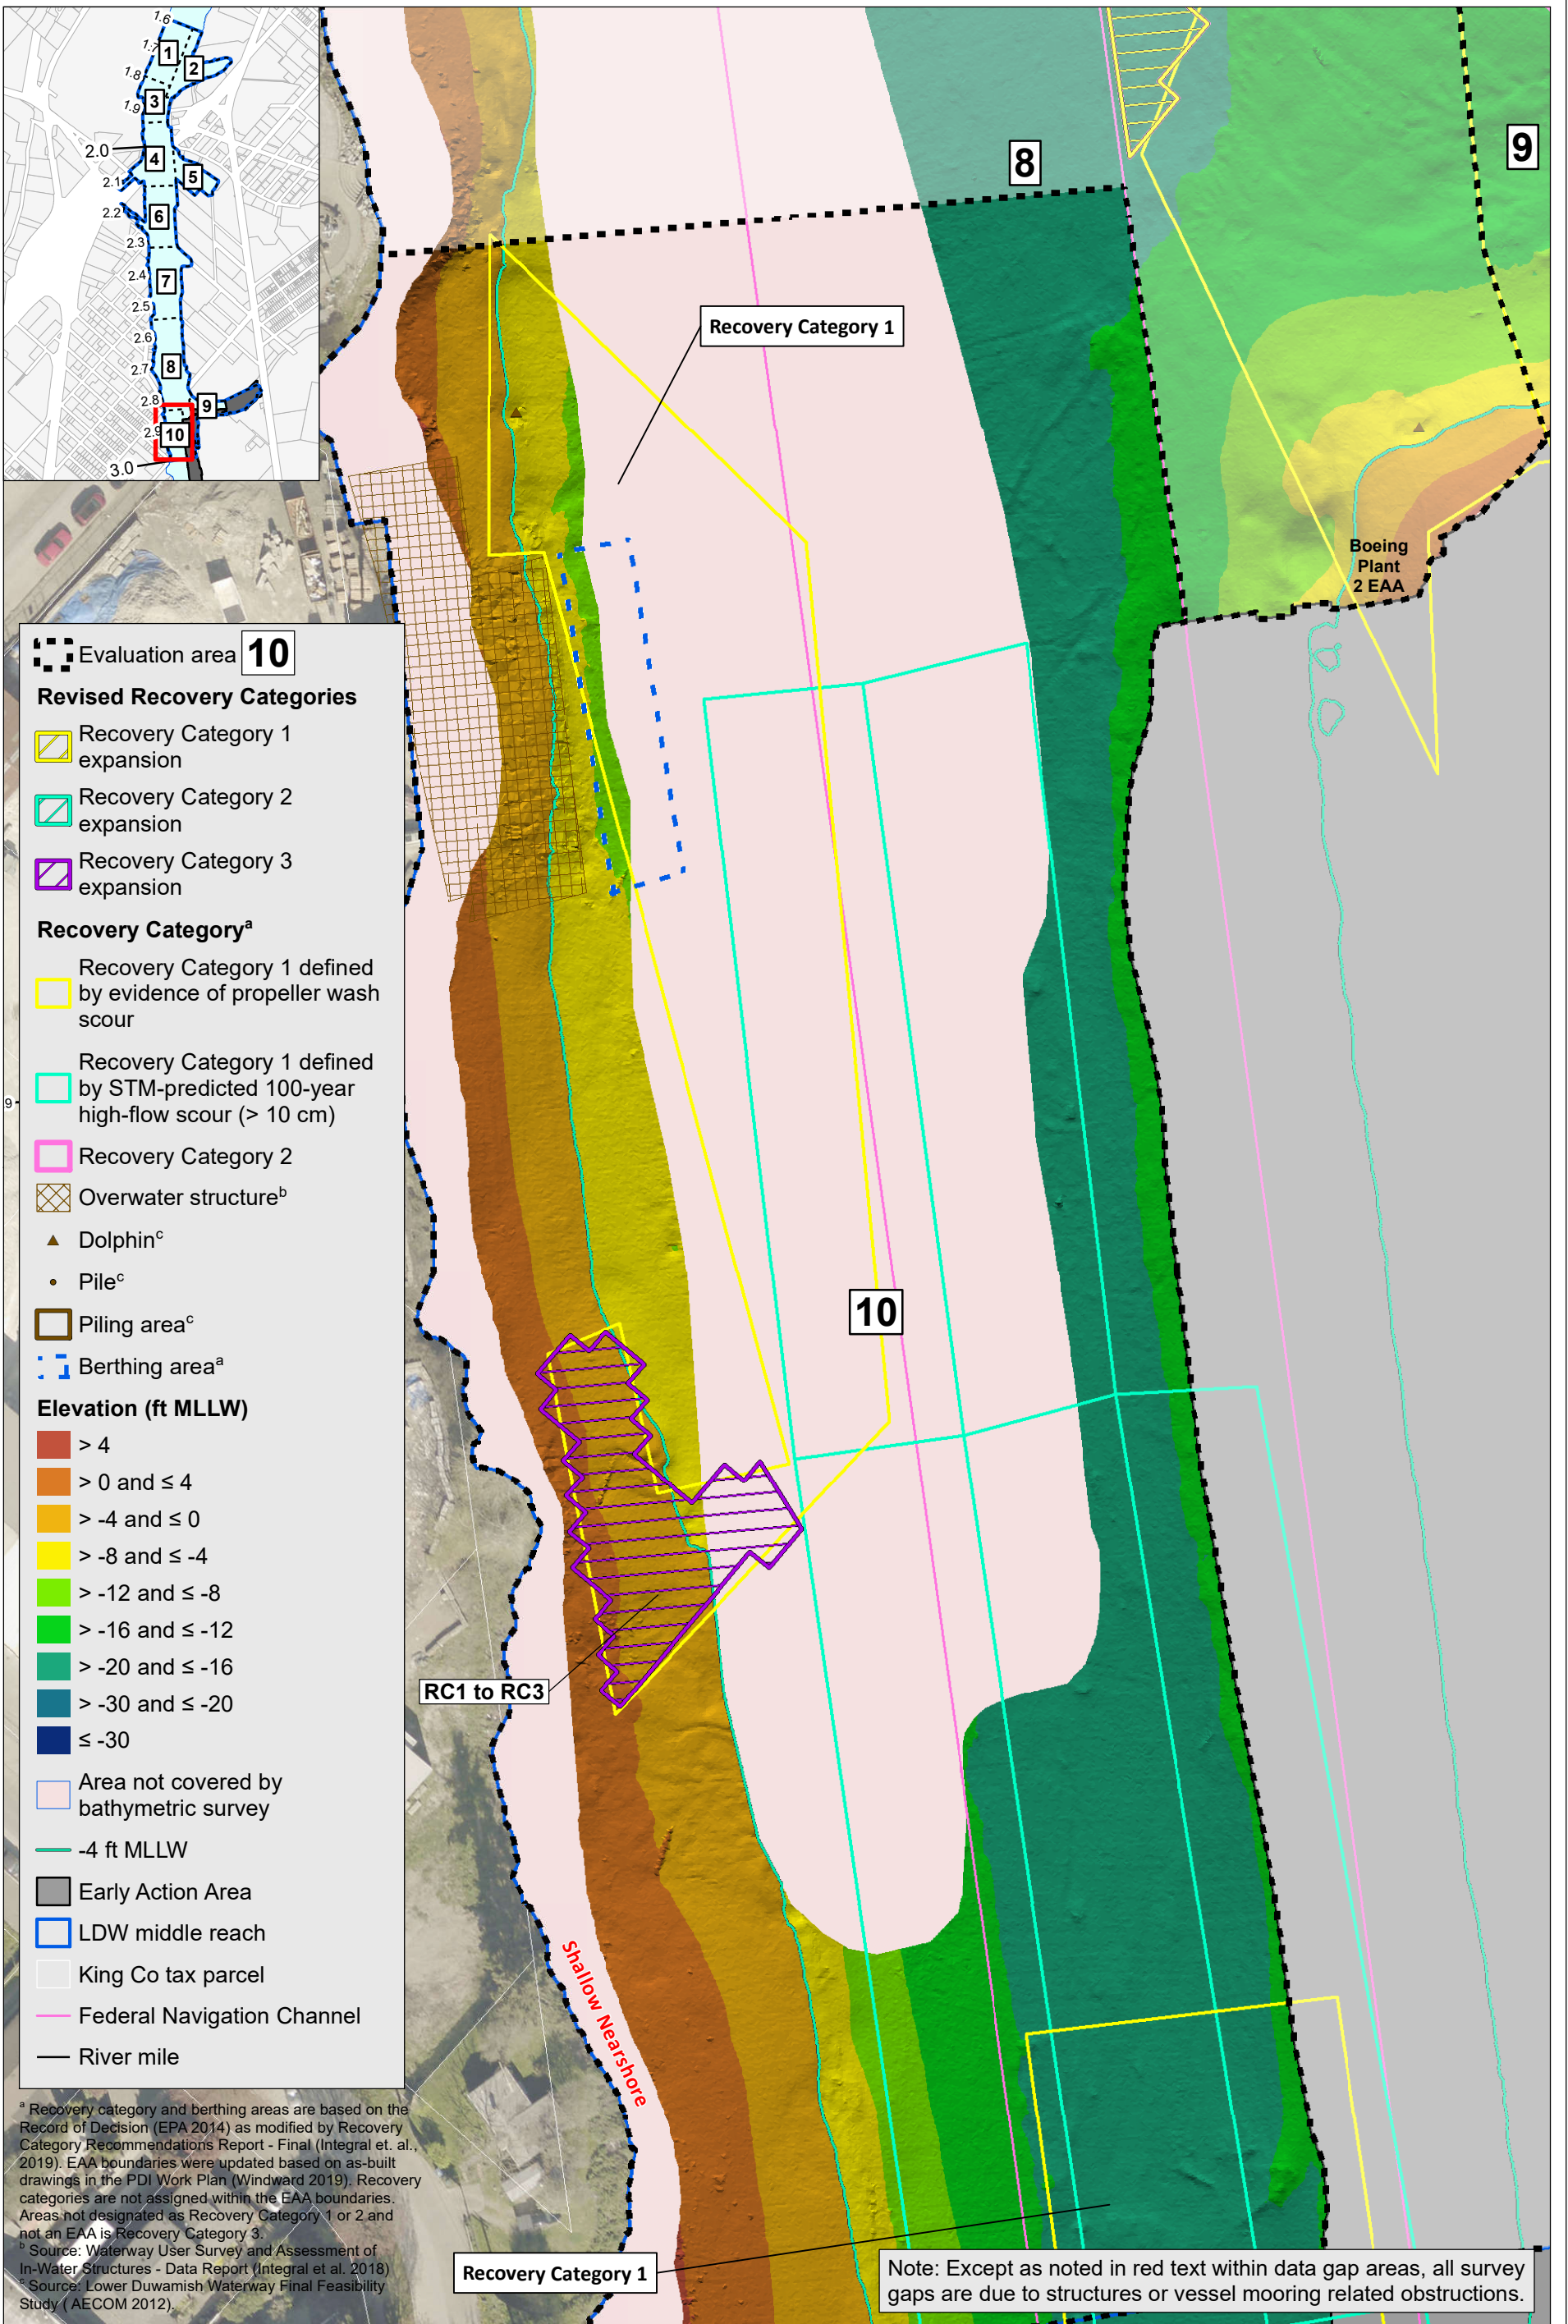 1.6
1.7
1
2
1.8
3
1.9
2.0
4
2.1
5
2.2
6
2.3
2.4
7
2.5
2.6
2.7
8
2.8
9
2.9
10
3.0
8
9
Recovery Category 1
Boeing
Plant
2 EAA
10
RC1 to RC3
Shallow Nearshore
Recovery Category 1
9
Evaluation area 10
Revised Recovery Categories
Recovery Category 1
expansion
Recovery Category 2
expansion
Recovery Category 3
expansion
Recovery Categoryᵃ
Recovery Category 1 defined
by evidence of propeller wash
scour
Recovery Category 1 defined
by STM-predicted 100-year
high-flow scour (> 10 cm)
Recovery Category 2
Overwater structureᵇ
Dolphinᶜ
Pileᶜ
Piling areaᶜ
Berthing areaᵃ
Elevation (ft MLLW)
> 4
> 0 and ≤ 4
> -4 and ≤ 0
> -8 and ≤ -4
> -12 and ≤ -8
> -16 and ≤ -12
> -20 and ≤ -16
> -30 and ≤ -20
≤ -30
Area not covered by
bathymetric survey
-4 ft MLLW
Early Action Area
LDW middle reach
King Co tax parcel
Federal Navigation Channel
River mile
ᵃ Recovery category and berthing areas are based on the
Record of Decision (EPA 2014) as modified by Recovery
Category Recommendations Report - Final (Integral et. al.,
2019). EAA boundaries were updated based on as-built
drawings in the PDI Work Plan (Windward 2019). Recovery
categories are not assigned within the EAA boundaries.
Areas not designated as Recovery Category 1 or 2 and
not an EAA is Recovery Category 3.
ᵇ Source: Waterway User Survey and Assessment of
In-Water Structures - Data Report (Integral et al. 2018)
ᶜ Source: Lower Duwamish Waterway Final Feasibility
Study ( AECOM 2012).
Note: Except as noted in red text within data gap areas, all survey
gaps are due to structures or vessel mooring related obstructions.